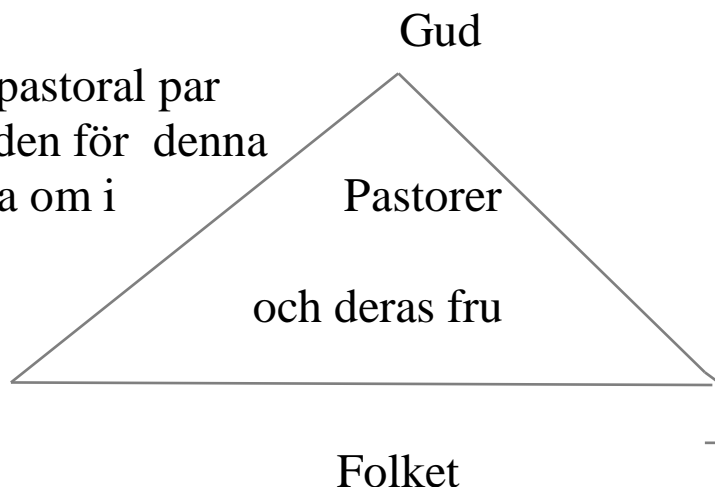 Gud
pastoral par
den för denna
a om i
Pastorer
och deras fru
Folket